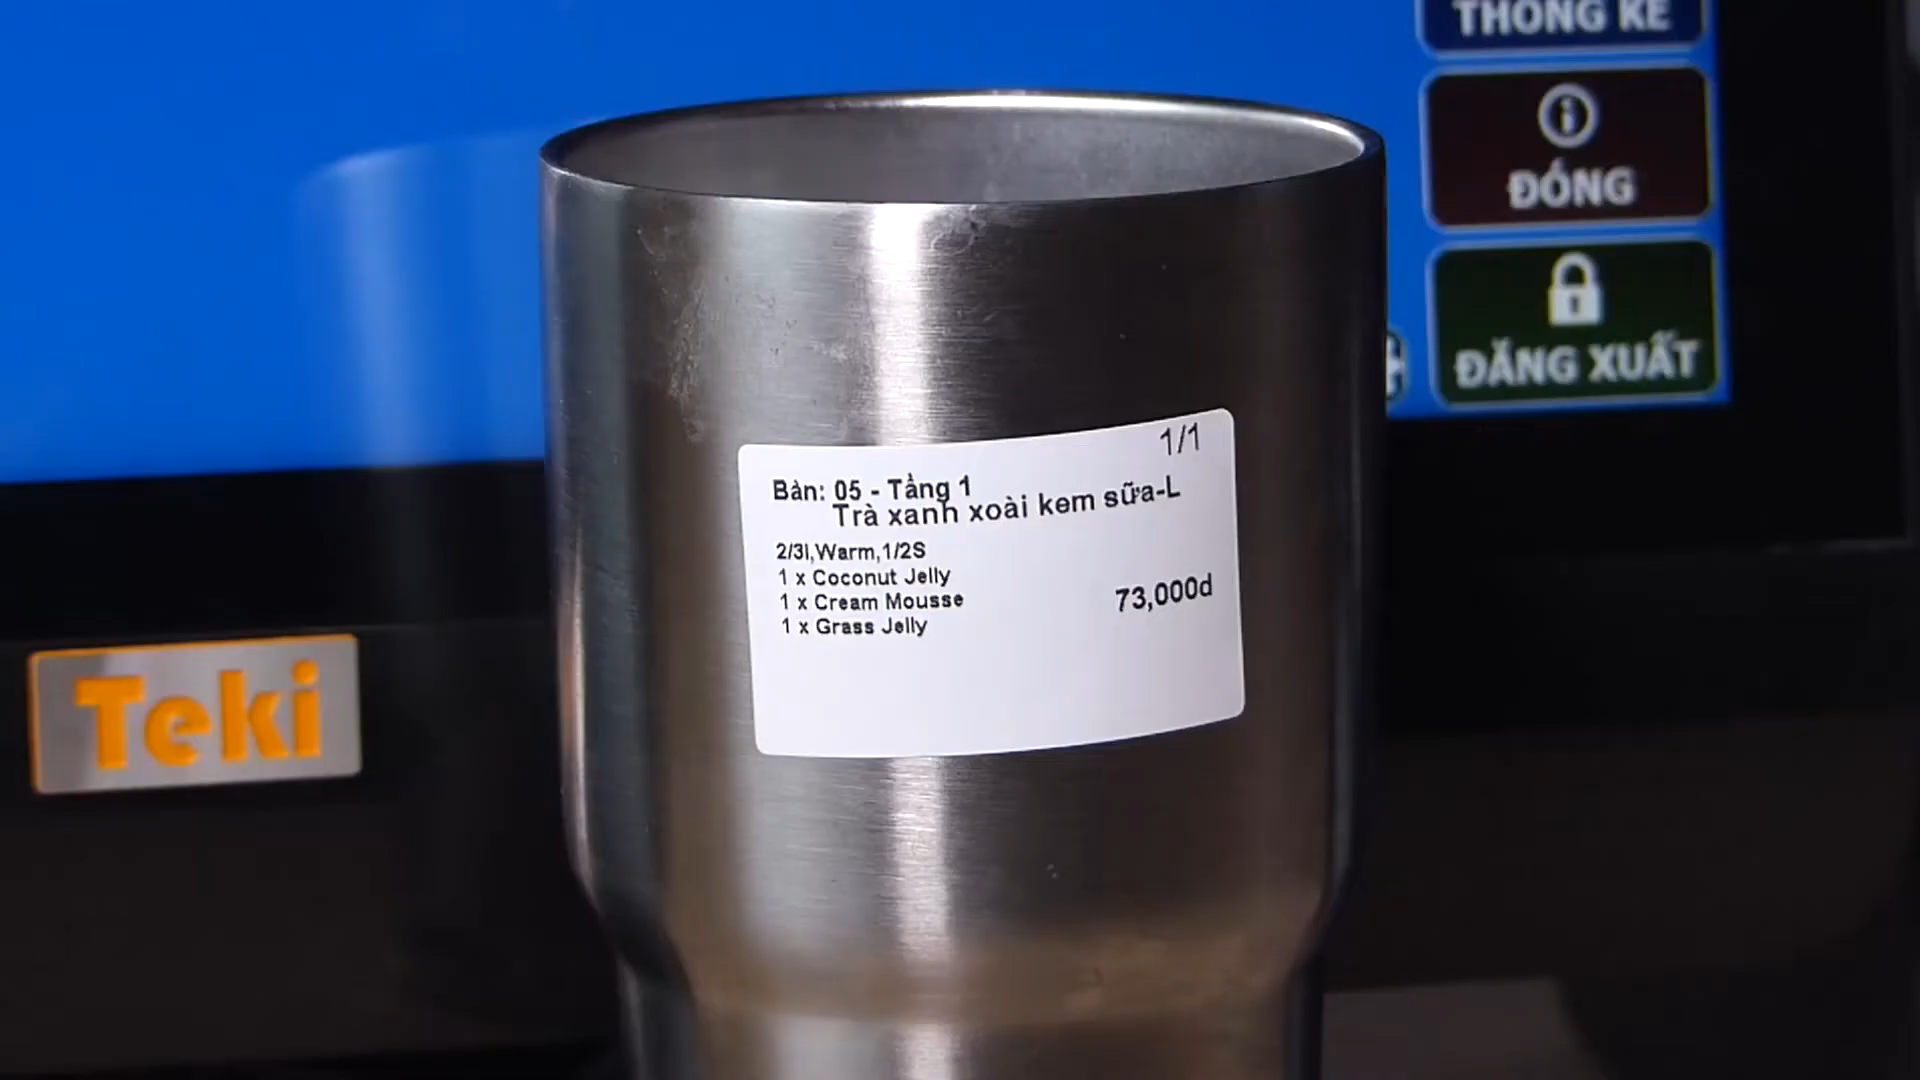 THỐNG KÊ
ĐÓNG
ĐĂNG XUẤT
1/1
Bàn: 05 - Tầng 1
Trà xanh xoài kem sữa-L
2/3I,Warm,1/2S
1 x Coconut Jelly
1 x Cream Mousse
1 x Grass Jelly
73,000d
Teki